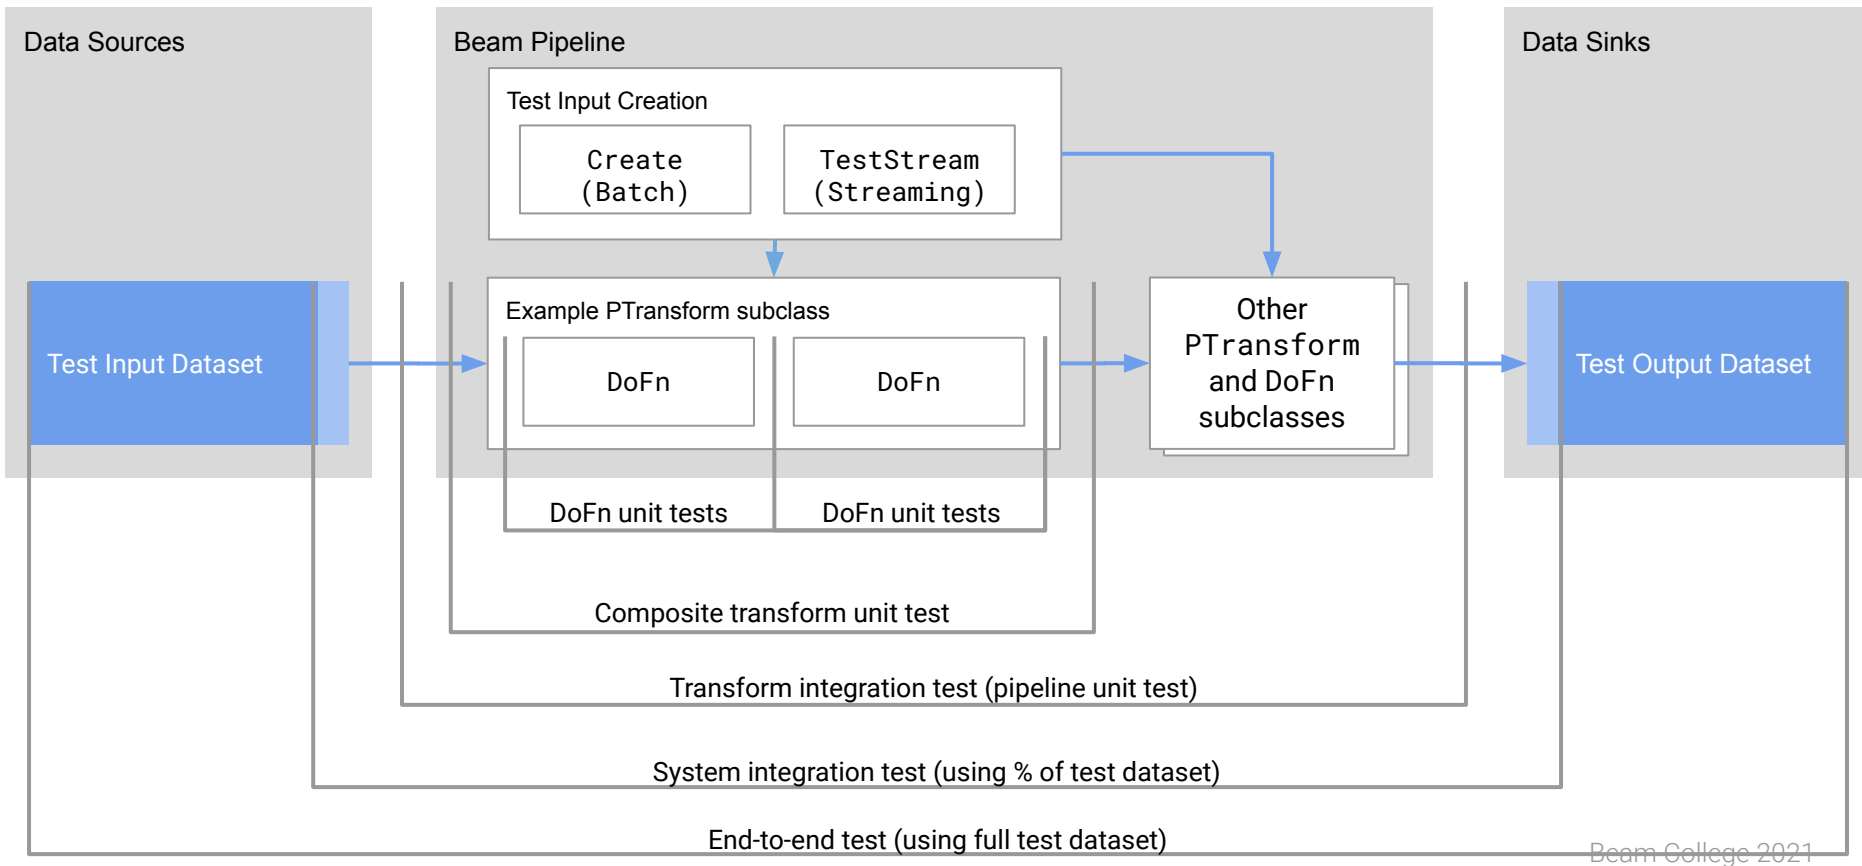 Data Sources
Beam Pipeline
Data Sinks
Test Input Creation
Create
(Batch)
TestStream
(Streaming)
Test Input Dataset
Example PTransform subclass
DoFn
DoFn
Other
PTransform
and DoFn
subclasses
Test Output Dataset
DoFn unit tests
DoFn unit tests
Composite transform unit test
Transform integration test (pipeline unit test)
System integration test (using % of test dataset)
End-to-end test (using full test dataset)
Beam College 2021